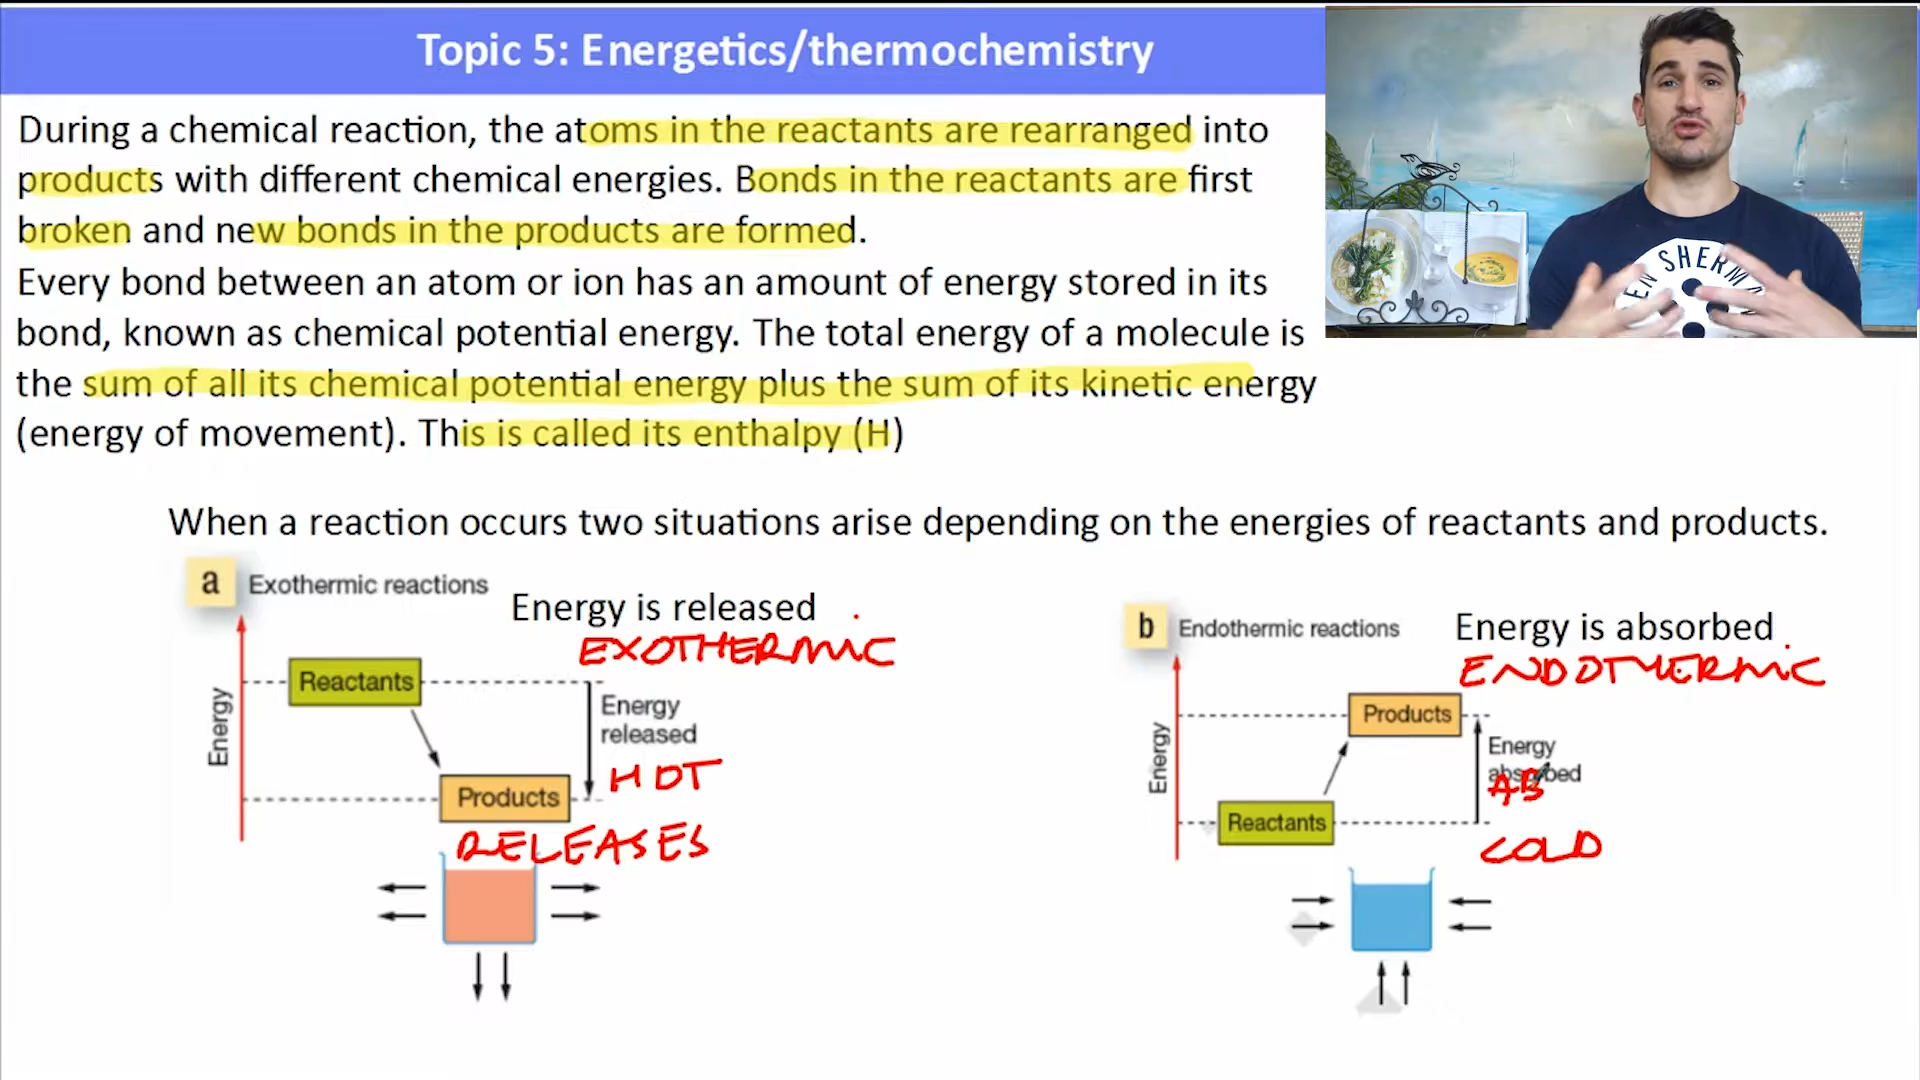 Topic 5: Energetics/thermochemistry
During a chemical reaction, the atoms in the reactants are rearranged into
products with different chemical energies. Bonds in the reactants are first
broken and new bonds in the products are formed.
Every bond between an atom or ion has an amount of energy stored in its
bond, known as chemical potential energy. The total energy of a molecule is
the sum of all its chemical potential energy plus the sum of its kinetic energy
(energy of movement). This is called its enthalpy (H)
EN SHERMA
When a reaction occurs two situations arise depending on the energies of reactants and products.
a Exothermic reactions
Energy is released
EXOTHERMIC
Energy
Reactants
Energy
released
HOT
Products
RELEASES
b Endothermic reactions
Energy is absorbed
ENDOTHERMIC
Energy
Products
Energy
absorbed
AB
Reactants
COLD